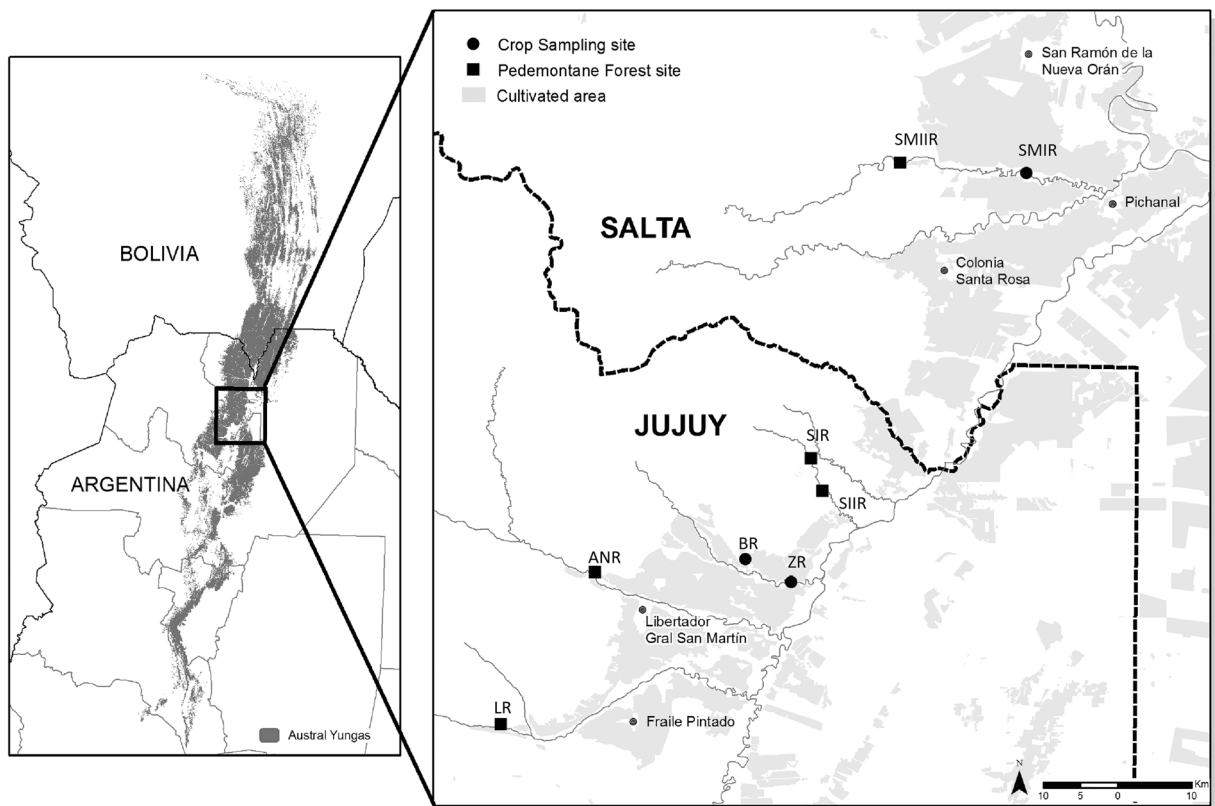 BOLIVIA
ARGENTINA
Austral Yungas
Crop Sampling site
Pedemontane Forest site
Cultivated area
San Ramón de la
Nueva Orán
SMIIR
SMIR
Pichanal
SALTA
Colonia
Santa Rosa
JUJUY
SIR
SIIR
BR
ZR
ANR
Libertador
Gral San Martín
LR
Fraile Pintado
N
Km
10 5 0 10